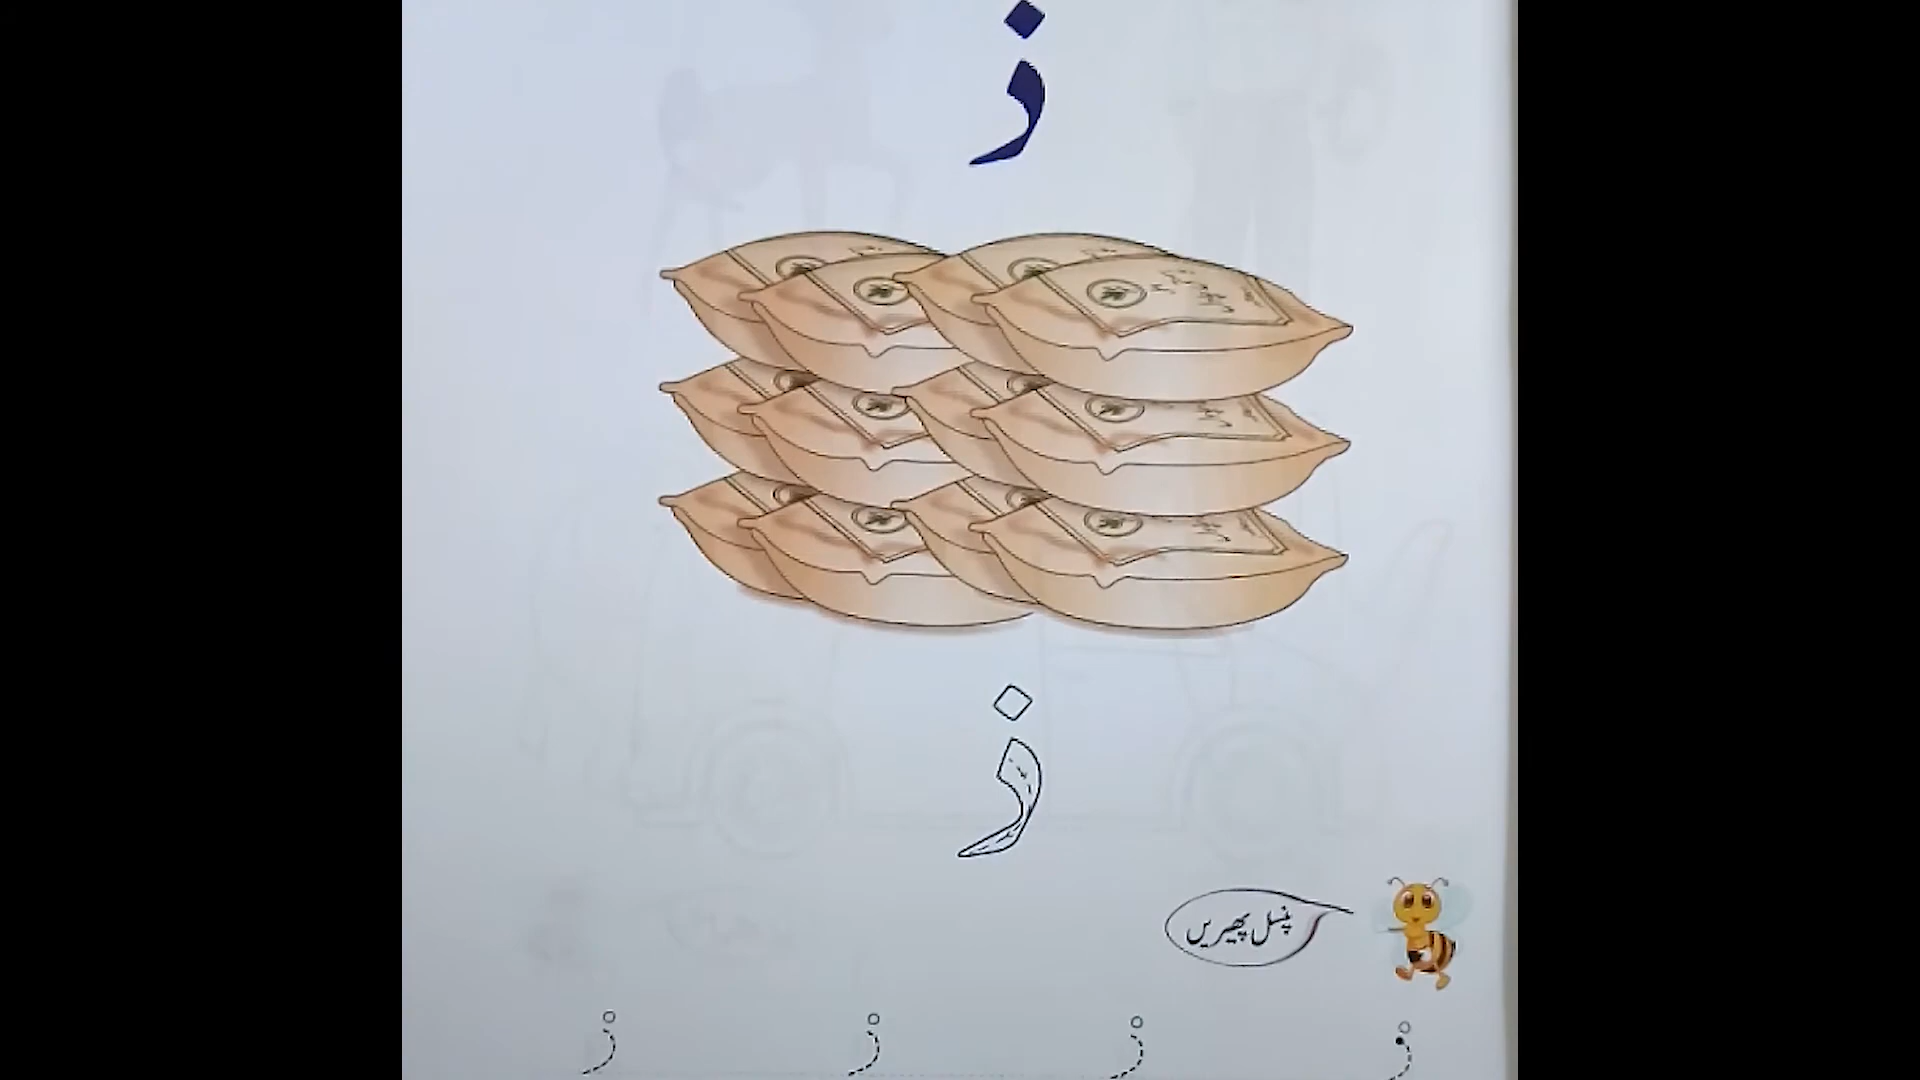 ز
ز
پنسل پھیریں
ز ز ز ز